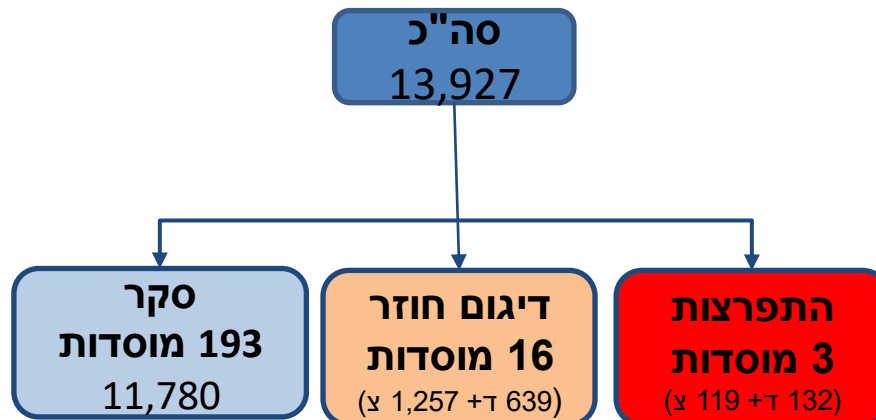 סה"כ
13,927
התפרצות
3 מוסדות
(132 ד+ 119 צ)
דיגום חוזר
16 מוסדות
(639 ד+ 1,257 צ)
סקר
193 מוסדות
11,780